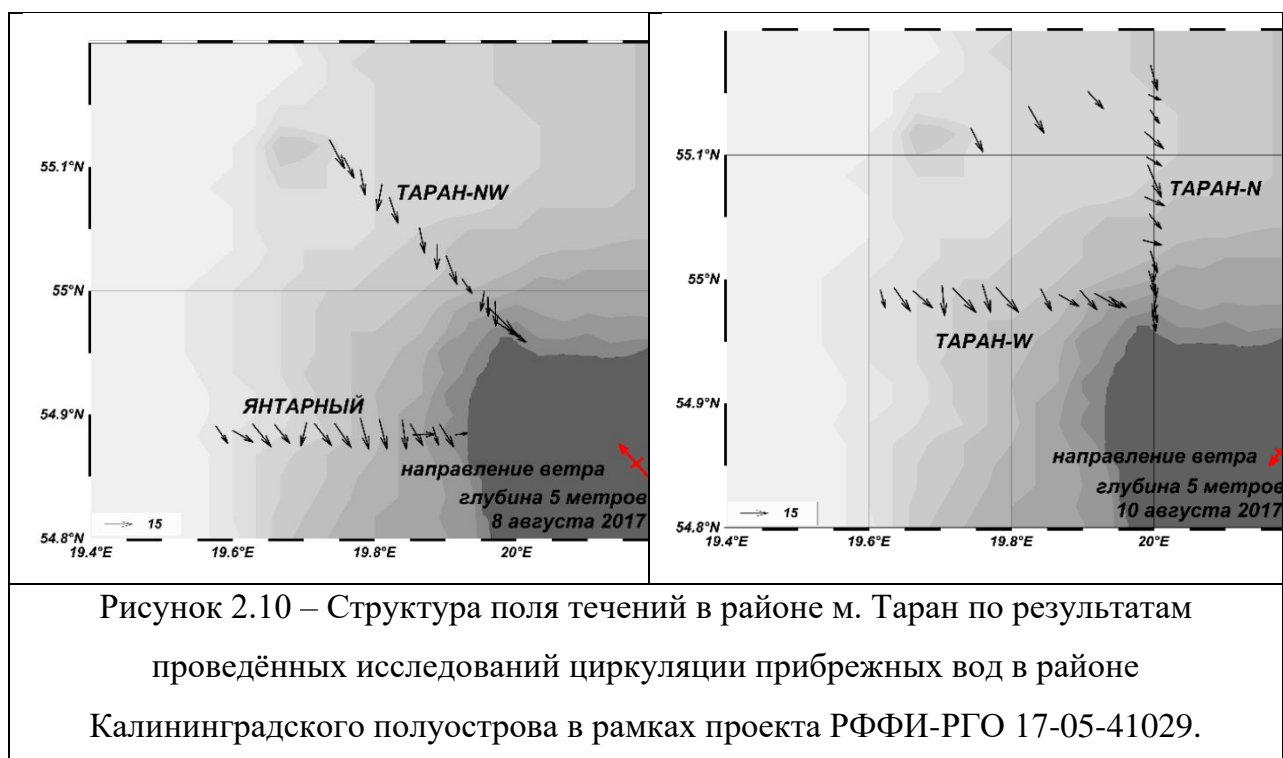 55.1°N
ТАРАН-NW
55°N
54.9°N
ЯНТАРНЫЙ
направление ветра
глубина 5 метров
8 августа 2017
15
54.8°N
19.4°E
19.6°E
19.8°E
20°E
55.1°N
ТАРАН-N
55°N
ТАРАН-W
54.9°N
направление ветра
глубина 5 метров
10 августа 2017
15
54.8°N
19.4°E
19.6°E
19.8°E
20°E
Рисунок 2.10 – Структура поля течений в районе м. Таран по результатам
проведённых исследований циркуляции прибрежных вод в районе
Калининградского полуострова в рамках проекта РФФИ-РГО 17-05-41029.